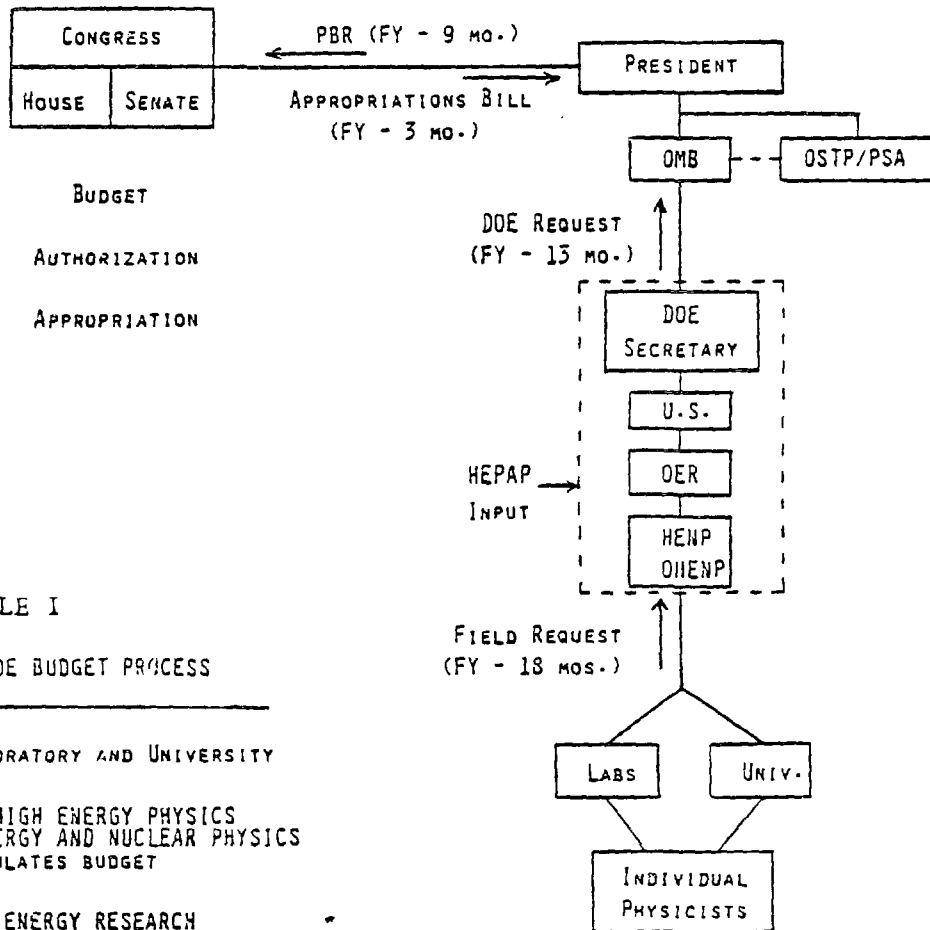 CONGRESS
HOUSE SENATE
PBR (FY - 9 MO.)
APPROPRIATIONS BILL
(FY - 3 MO.)
PRESIDENT
OMB
OSTP/PSA
BUDGET
AUTHORIZATION
APPROPRIATION
DOE REQUEST
(FY - 13 MO.)
DOE
SECRETARY
U.S.
OER
HENP
OHENP
HEPAP
INPUT
FIELD REQUEST
(FY - 18 MOS.)
LABS
UNIV.
INDIVIDUAL
PHYSICISTS
LE I
OE BUDGET PROCESS
ORATORY AND UNIVERSITY
HIGH ENERGY PHYSICS
ERGY AND NUCLEAR PHYSICS
ULATES BUDGET
ENERGY RESEARCH